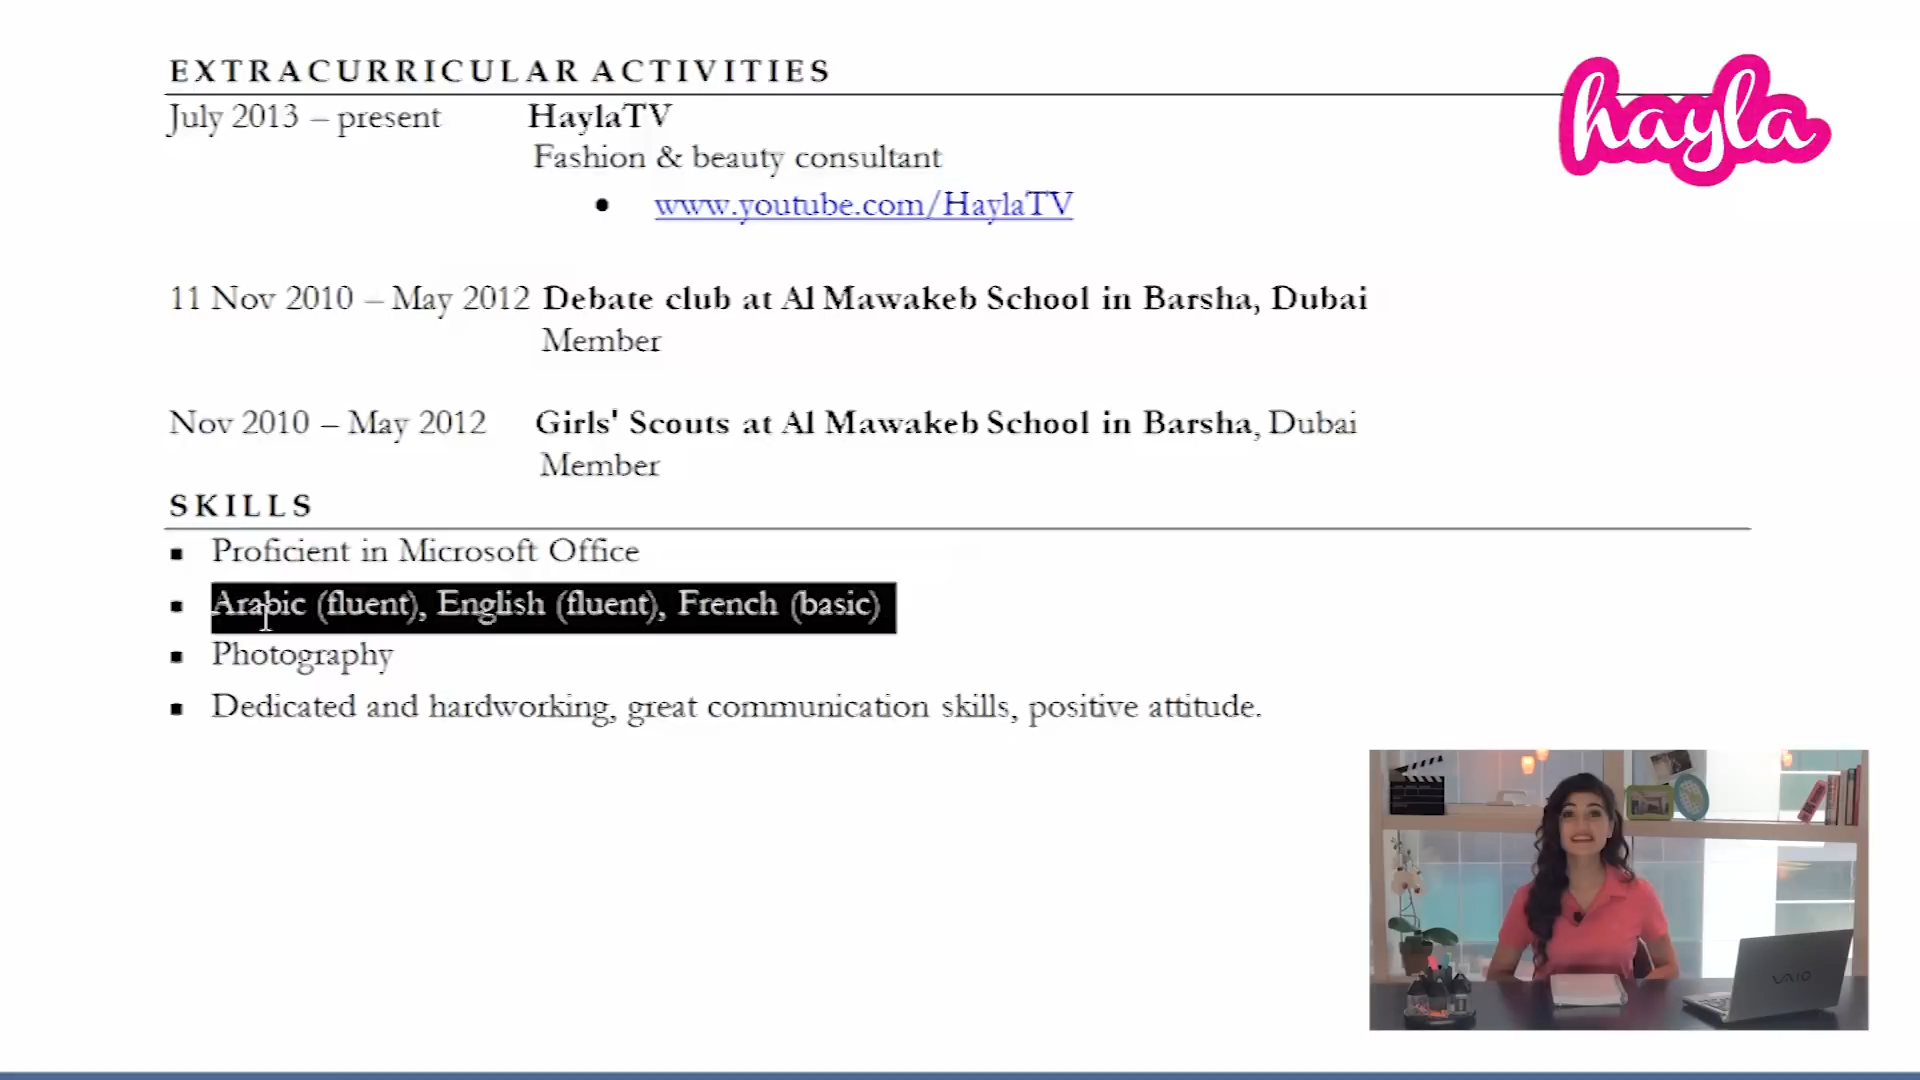 EXTRACURRICULAR ACTIVITIES
hayla
July 2013 – present HaylaTV
Fashion & beauty consultant
• www.youtube.com/HaylaTV
11 Nov 2010 – May 2012 Debate club at Al Mawakeb School in Barsha, Dubai
Member
Nov 2010 – May 2012 Girls' Scouts at Al Mawakeb School in Barsha, Dubai
Member
SKILLS
▪ Proficient in Microsoft Office
▪ Arabic (fluent), English (fluent), French (basic)
▪ Photography
▪ Dedicated and hardworking, great communication skills, positive attitude.
VAIO